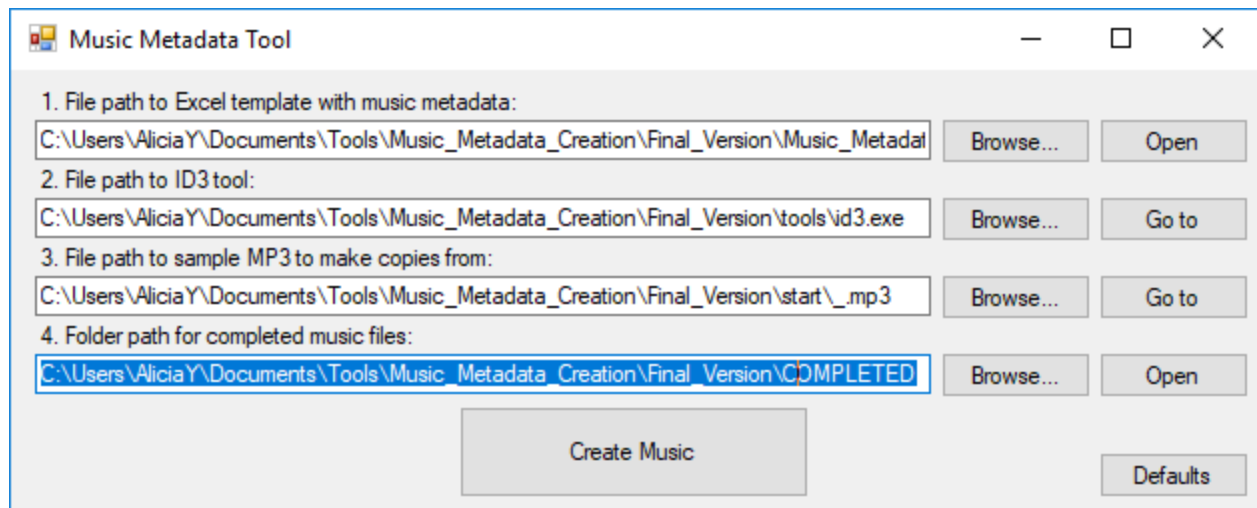 Music Metadata Tool
1. File path to Excel template with music metadata:
C:\Users\AliciaY\Documents\Tools\Music_Metadata_Creation\Final_Version\Music_Metadat Browse... Open
2. File path to ID3 tool:
C:\Users\AliciaY\Documents\Tools\Music_Metadata_Creation\Final_Version\tools\id3.exe Browse... Go to
3. File path to sample MP3 to make copies from:
C:\Users\AliciaY\Documents\Tools\Music_Metadata_Creation\Final_Version\start\_.mp3 Browse... Go to
4. Folder path for completed music files:
C:\Users\AliciaY\Documents\Tools\Music_Metadata_Creation\Final_Version\COMPLETED Browse... Open
Create Music
Defaults